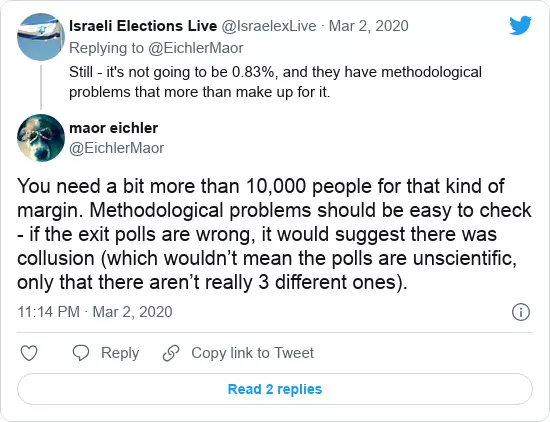 Israeli Elections Live @IsraelexLive · Mar 2, 2020
Replying to @EichlerMaor
Still - it's not going to be 0.83%, and they have methodological
problems that more than make up for it.
maor eichler
@EichlerMaor
You need a bit more than 10,000 people for that kind of
margin. Methodological problems should be easy to check
- if the exit polls are wrong, it would suggest there was
collusion (which wouldn’t mean the polls are unscientific,
only that there aren’t really 3 different ones).
11:14 PM · Mar 2, 2020
Reply
Copy link to Tweet
Read 2 replies